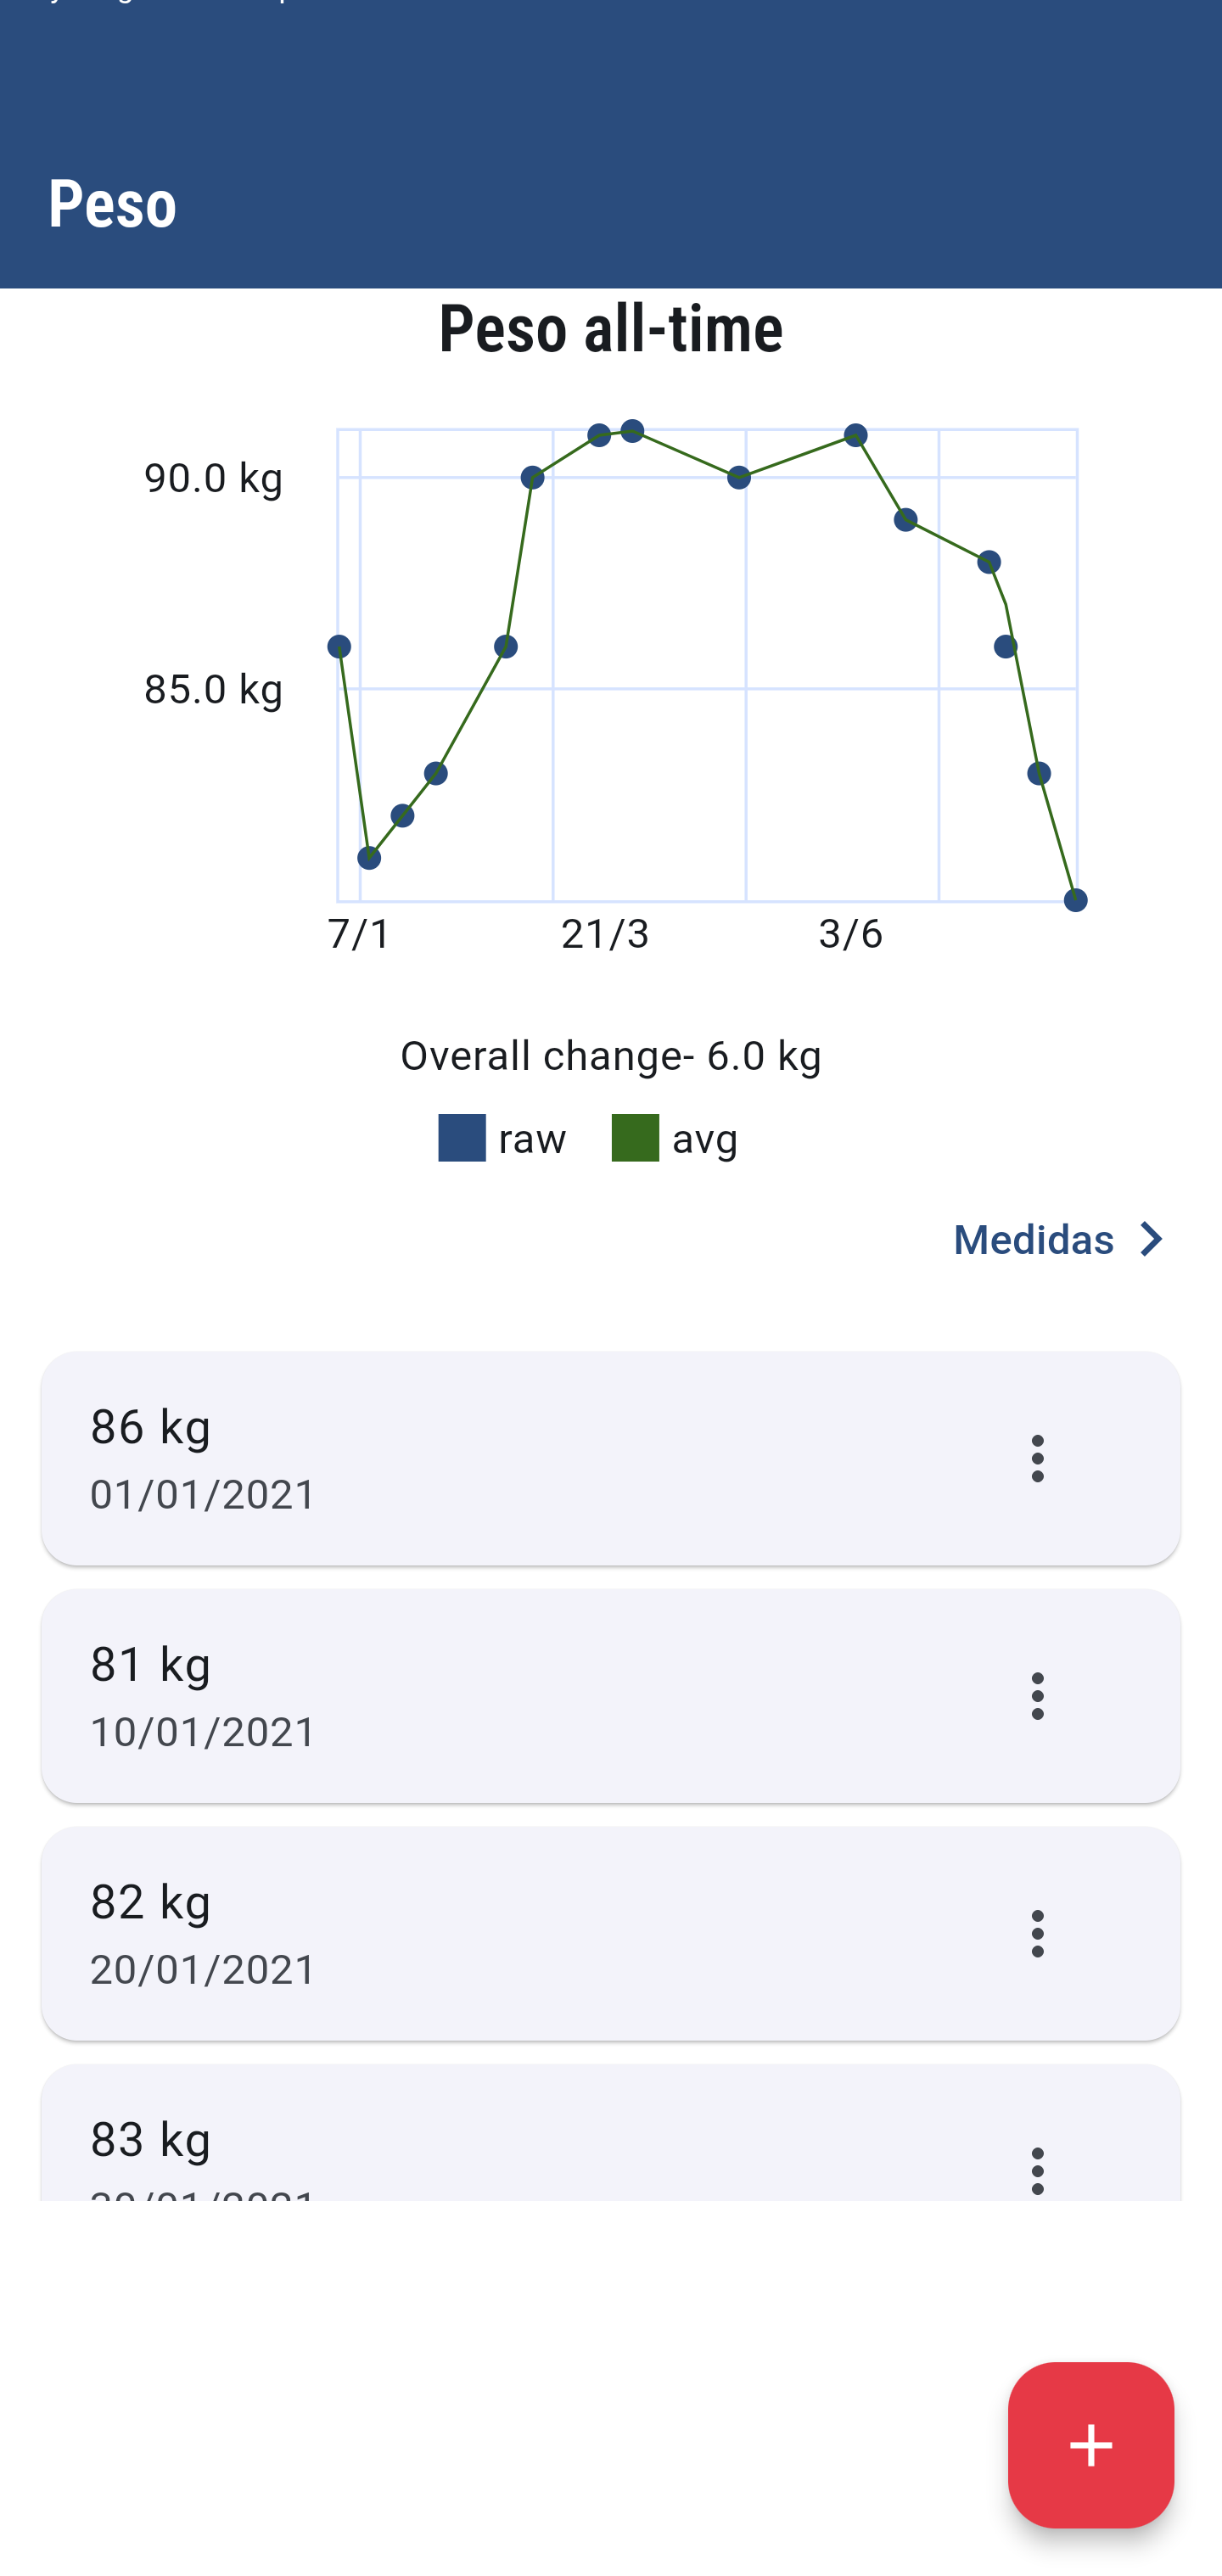 Peso
Peso all-time
90.0 kg
85.0 kg
7/1 21/3 3/6
Overall change- 6.0 kg
raw avg
Medidas
86 kg
01/01/2021
81 kg
10/01/2021
82 kg
20/01/2021
83 kg